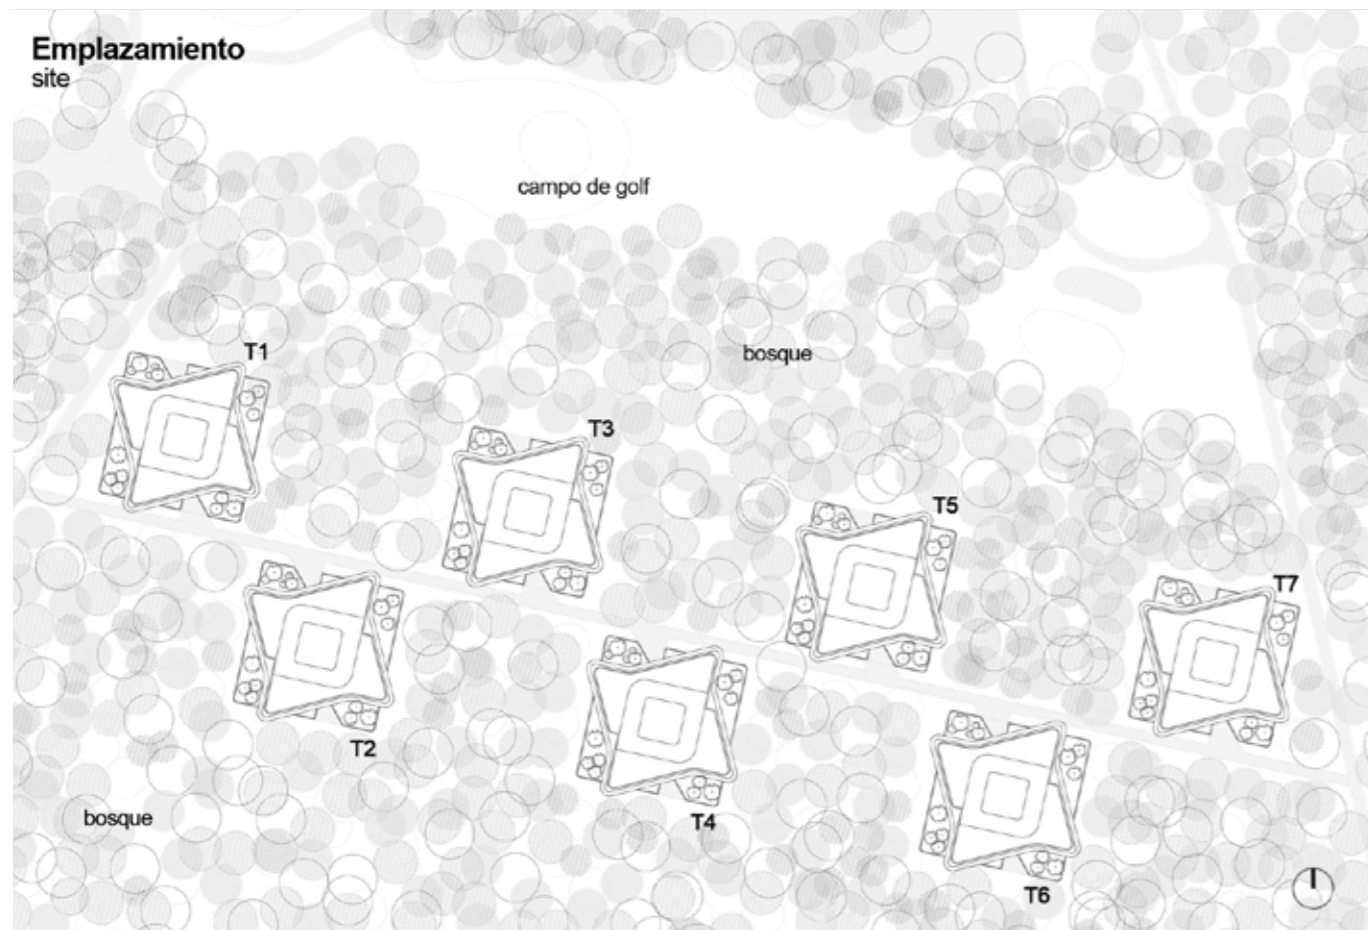 Emplazamiento
site
campo de golf
bosque
T1
T3
T5
T7
T2
T4
T6
bosque